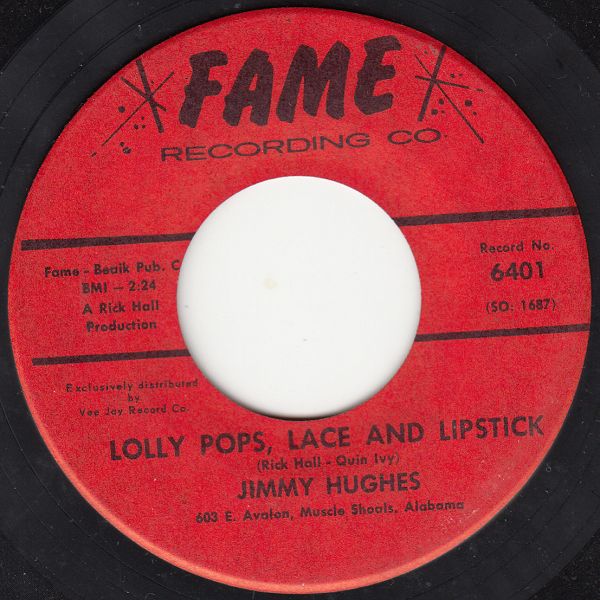 FAME
RECORDING CO.
Fame - Beaik Pub. C
BMI - 2:24
A Rick Hall
Production
Record No.
6401
(SO. 1687)
Exclusively distributed
by
Vee Jay Record Co.
LOLLY POPS, LACE AND LIPSTICK
(Rick Hall - Quin Ivy)
JIMMY HUGHES
603 E. Avalon, Muscle Shoals, Alabama